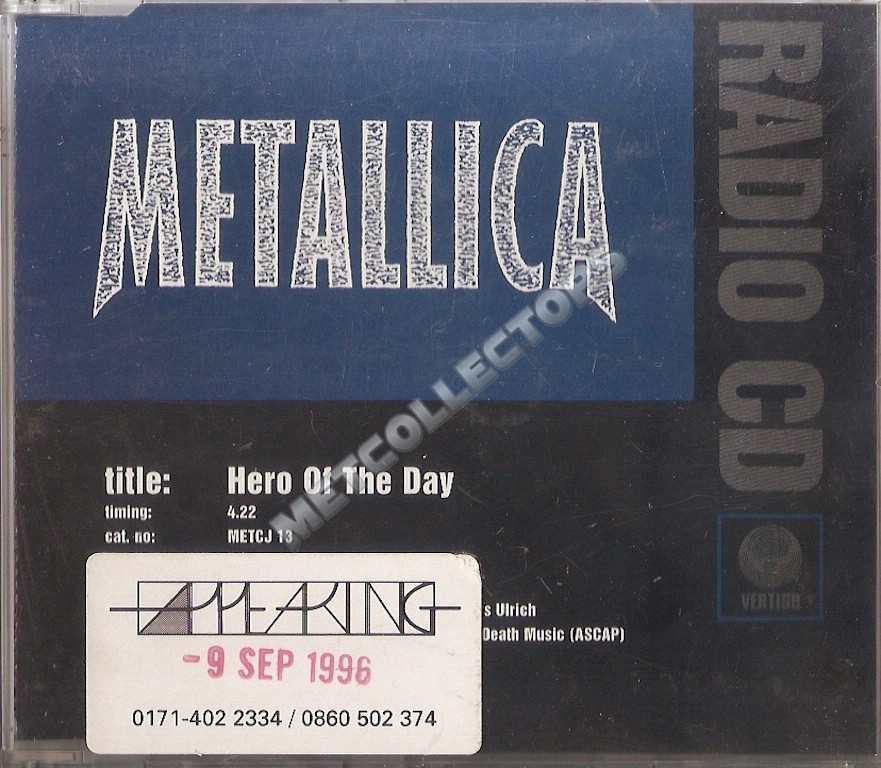 METALLICA
RADIO CD
METCOLLECTORS
title: Hero Of The Day
timing: 4.22
cat. no: METCJ 13
s Ulrich
Death Music (ASCAP)
VERTIGO
APPEARING
-9 SEP 1996
0171-402 2334 / 0860 502 374